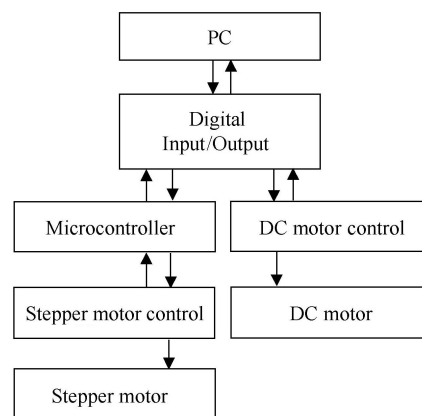 PC
Digital
Input/Output
Microcontroller
DC motor control
Stepper motor control
DC motor
Stepper motor